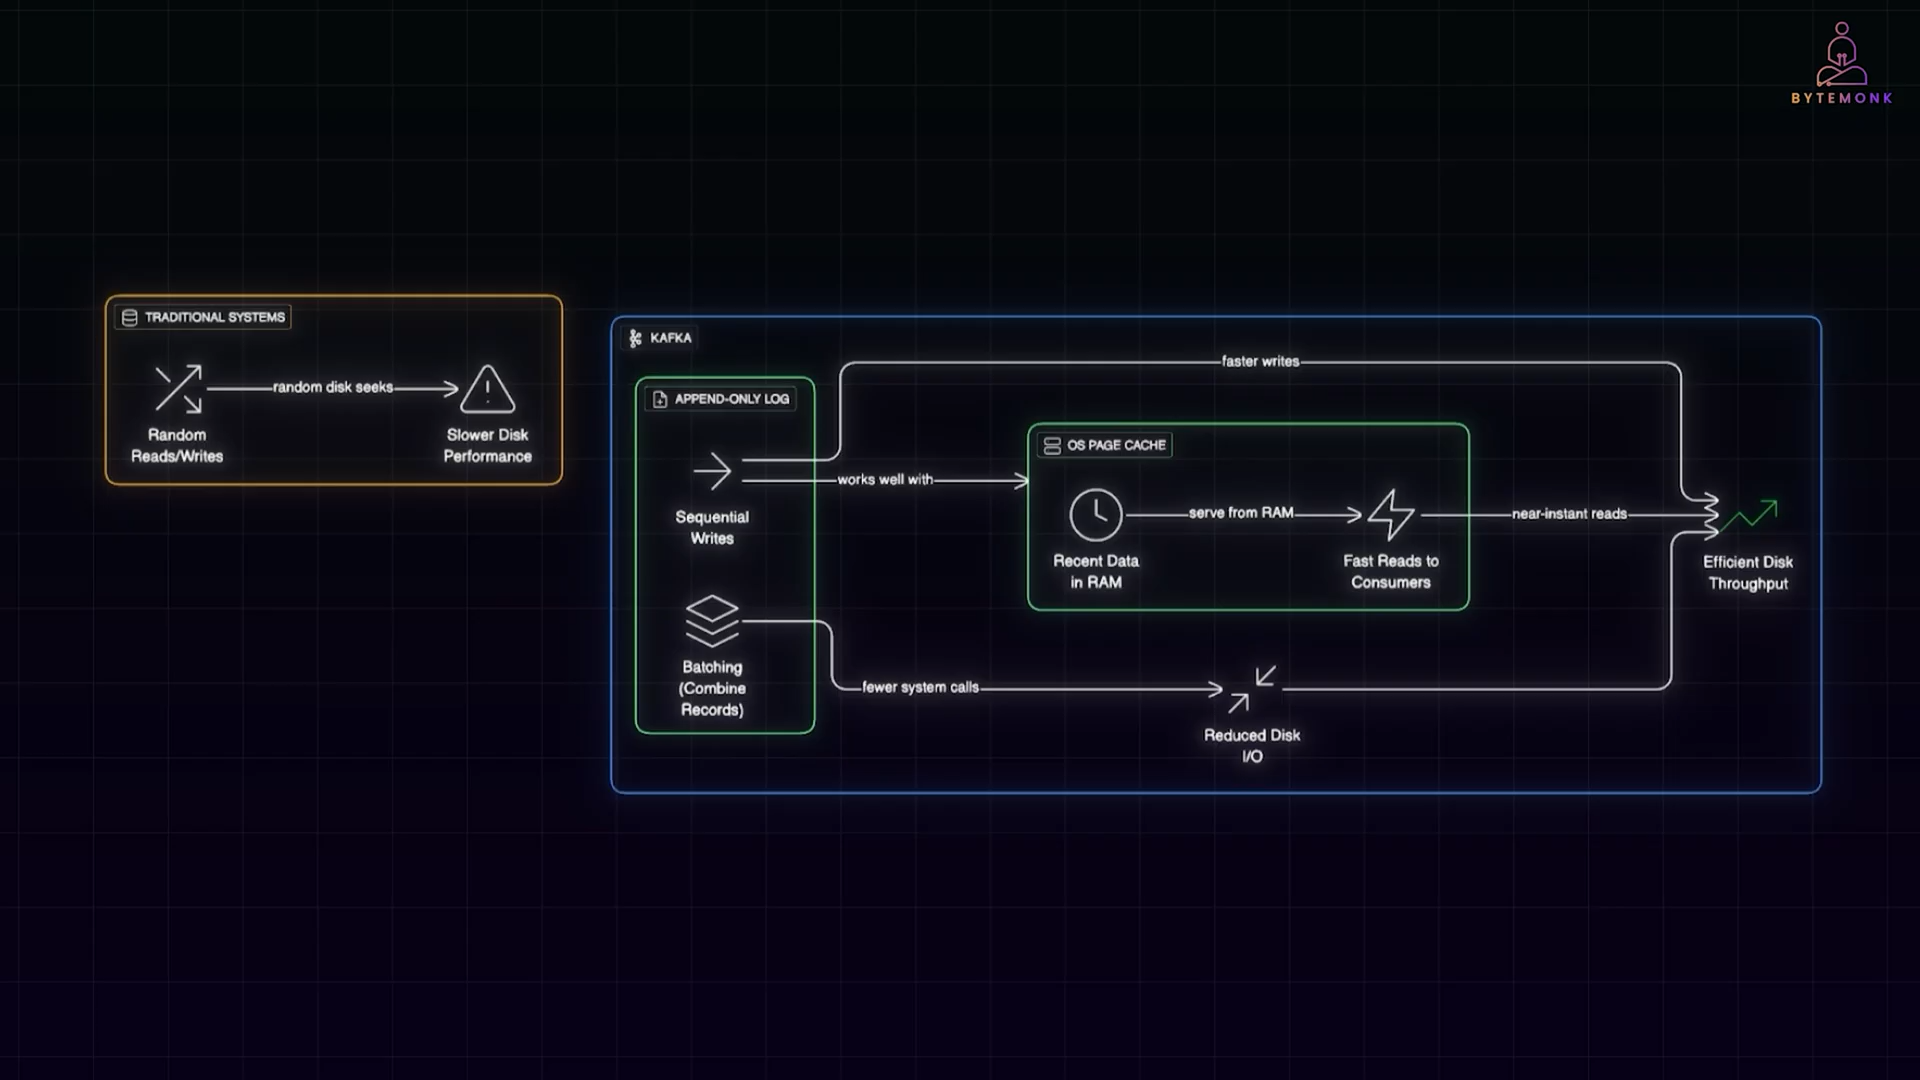 BYTEMONK
TRADITIONAL SYSTEMS
random disk seeks
Random
Reads/Writes
Slower Disk
Performance
KAFKA
faster writes
APPEND-ONLY LOG
works well with
Sequential
Writes
OS PAGE CACHE
serve from RAM
near-instant reads
Recent Data
in RAM
Fast Reads to
Consumers
Efficient Disk
Throughput
Batching
(Combine
Records)
fewer system calls
Reduced Disk
I/O